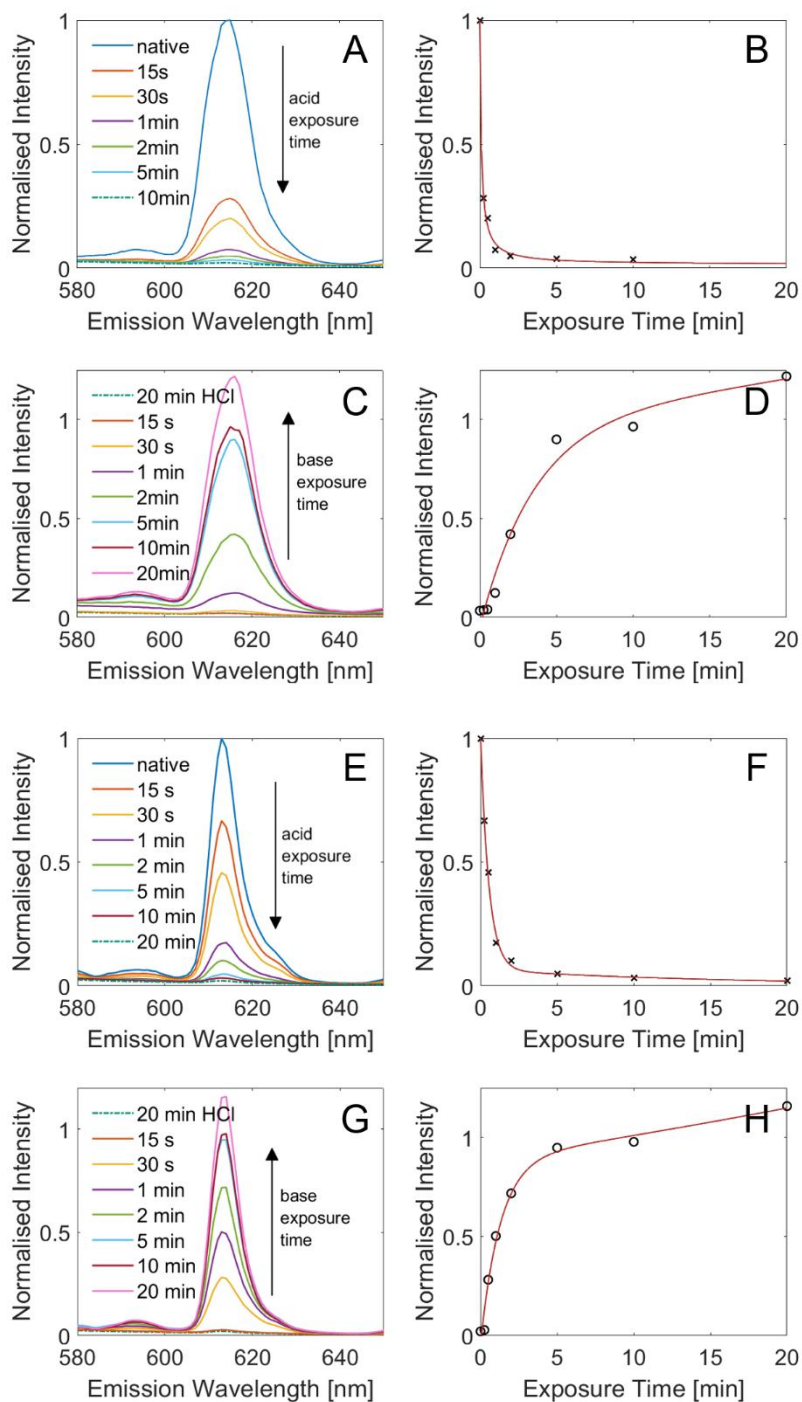 A
Normalised Intensity
1
0.5
0
native
15s
30s
1min
2min
5min
10min
acid
exposure
time
580 600 620 640
Emission Wavelength [nm]
B
Normalised Intensity
1
0.5
0
0 5 10 15 20
Exposure Time [min]
C
Normalised Intensity
1
0.5
0
20 min HCl
15 s
30 s
1 min
2min
5min
10min
20min
base
exposure
time
580 600 620 640
Emission Wavelength [nm]
D
Normalised Intensity
1
0.5
0
0 5 10 15 20
Exposure Time [min]
E
Normalised Intensity
1
0.5
0
native
15 s
30 s
1 min
2 min
5 min
10 min
20 min
acid
exposure
time
580 600 620 640
Emission Wavelength [nm]
F
Normalised Intensity
1
0.5
0
0 5 10 15 20
Exposure Time [min]
G
Normalised Intensity
1
0.5
0
20 min HCl
15 s
30 s
1 min
2 min
5 min
10 min
20 min
base
exposure
time
580 600 620 640
Emission Wavelength [nm]
H
Normalised Intensity
1
0.5
0
0 5 10 15 20
Exposure Time [min]